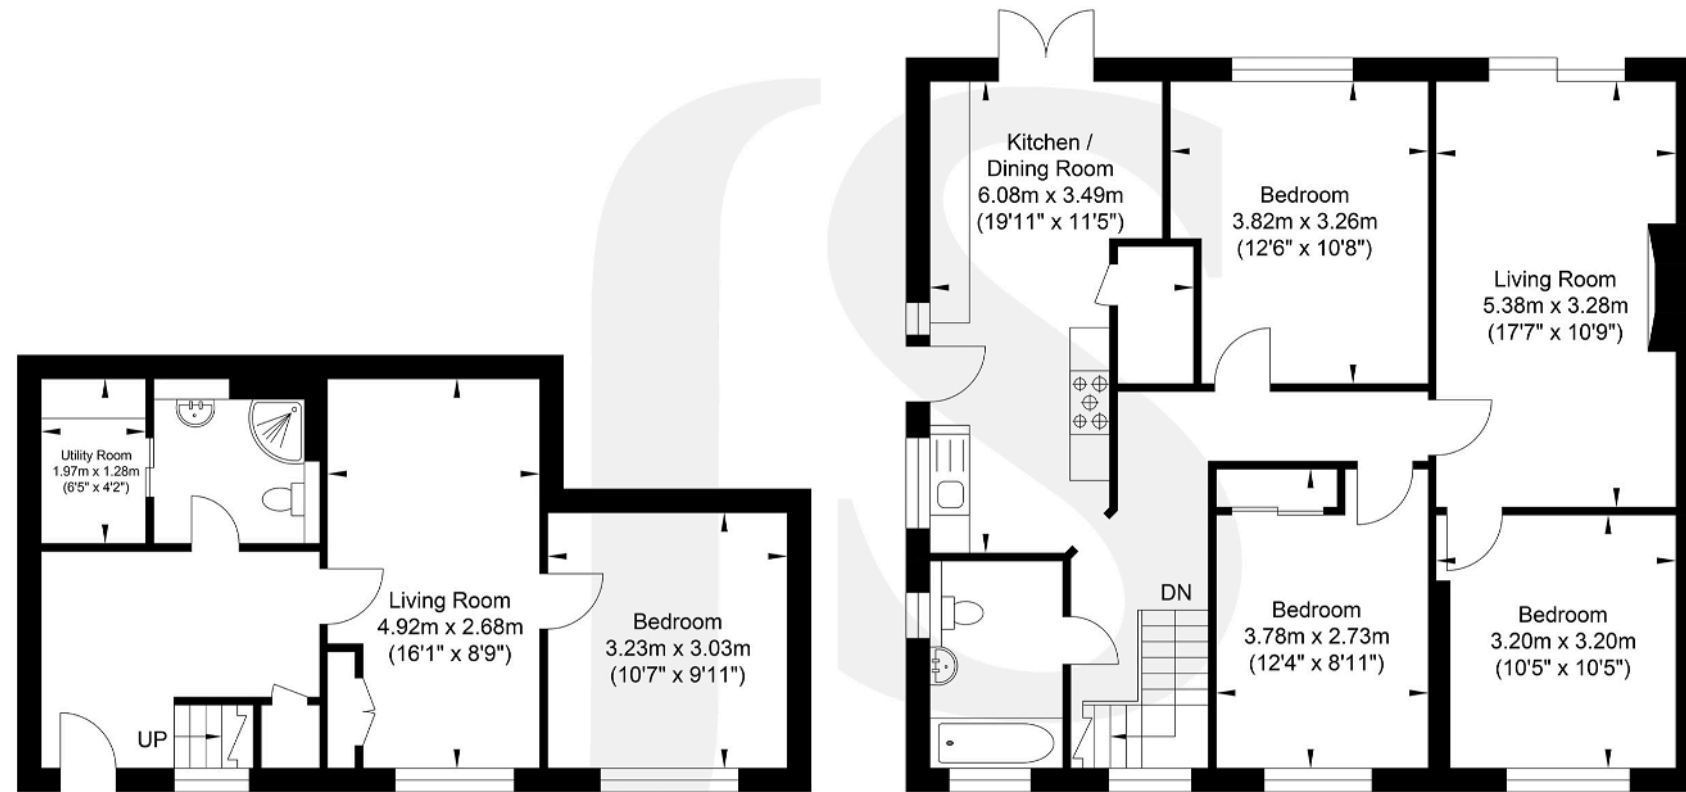 Utility Room
1.97m x 1.28m
(6'5" x 4'2")
Living Room
4.92m x 2.68m
(16'1" x 8'9")
Bedroom
3.23m x 3.03m
(10'7" x 9'11")
UP
Kitchen /
Dining Room
6.08m x 3.49m
(19'11" x 11'5")
Bedroom
3.82m x 3.26m
(12'6" x 10'8")
Living Room
5.38m x 3.28m
(17'7" x 10'9")
DN
Bedroom
3.78m x 2.73m
(12'4" x 8'11")
Bedroom
3.20m x 3.20m
(10'5" x 10'5")